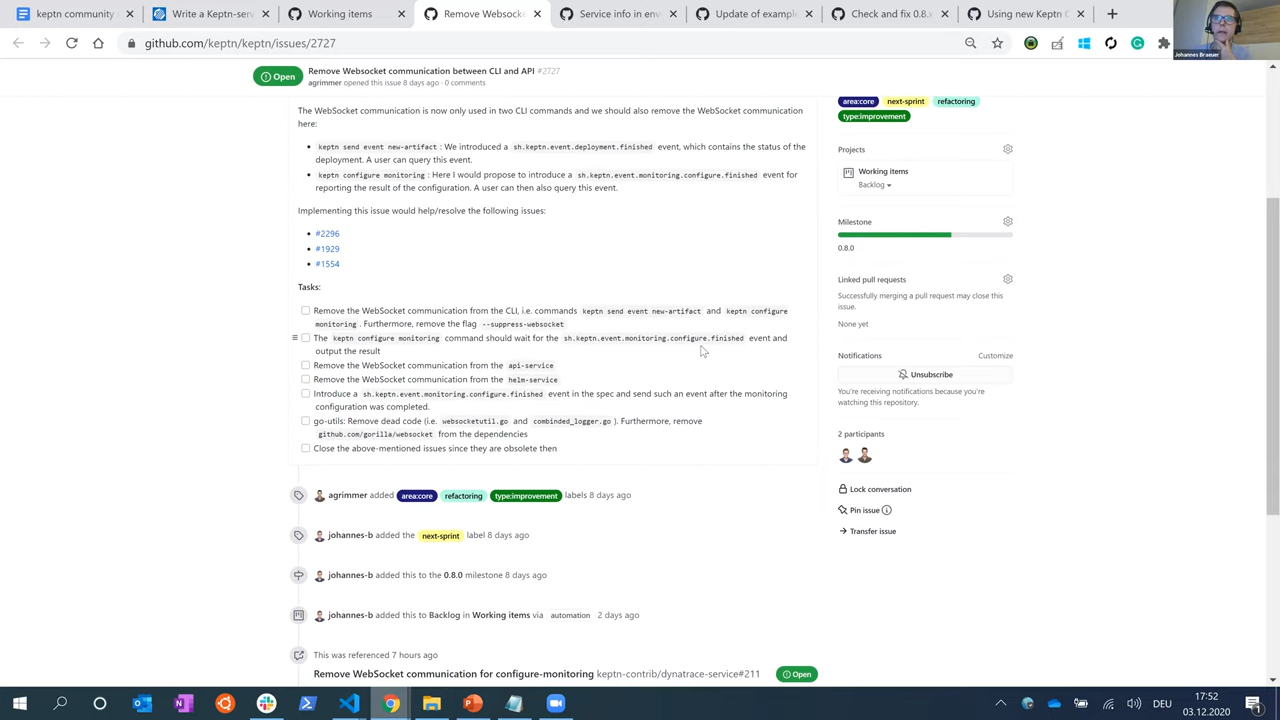 Keptn community
Write Keptn-serv
Remove Websocke
Service info in env
Update of example
Check and fix 0.8.x
Using new Keptn C
github.com/keptn/keptn/issues/2727
Johannes Braeuer
Open
Remove Websocket communication between CLI and API #2727
agrimmer opened this issue 8 days ago · 0 comments
The WebSocket communication is now only used in two CLI commands and we should also remove the WebSocket communication
here:
keptn send event new-artifact : We introduced a sh.keptn.event.deployment.finished event, which contains the status of the
deployment. A user can query this event.
keptn configure monitoring : Here I would propose to introduce a sh.keptn.event.monitoring.configure.finished event for
reporting the result of the configuration. A user can then also query this event.
Implementing this issue would help/resolve the following issues:
#2296
#1929
#1554
Tasks:
Remove the WebSocket communication from the CLI, i.e. commands keptn send event new-artifact and keptn configure
monitoring . Furthermore, remove the flag --suppress-websocket
The keptn configure monitoring command should wait for the sh.keptn.event.monitoring.configure.finished event and
output the result
Remove the WebSocket communication from the api-service
Remove the WebSocket communication from the helm-service
Introduce a sh.keptn.event.monitoring.configure.finished event in the spec and send such an event after the monitoring
configuration was completed.
go-utils: Remove dead code (i.e. websocketutil.go and combinded_logger.go ). Furthermore, remove
github.com/gorilla/websocket from the dependencies
Close the above-mentioned issues since they are obsolete then
agrimmer added area:core refactoring type:improvement labels 8 days ago
johannes-b added the next-sprint label 8 days ago
johannes-b added this to the 0.8.0 milestone 8 days ago
johannes-b added this to Backlog in Working items via automation 2 days ago
This was referenced 7 hours ago
Remove WebSocket communication for configure-monitoring keptn-contrib/dynatrace-service#211
Open
area:core next-sprint refactoring
type:improvement
Projects
Working items
Backlog
Milestone
0.8.0
Linked pull requests
Successfully merging a pull request may close this
issue.
None yet
Notifications
Customize
Unsubscribe
You're receiving notifications because you're
watching this repository.
2 participants
Lock conversation
Pin issue
Transfer issue
DEU
17:52
03.12.2020
1